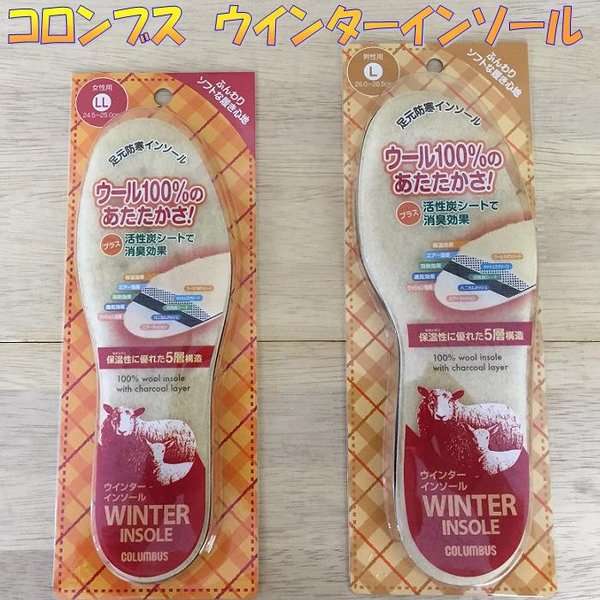 コロンブス ウインターインソール
女性用
LL
24.5~25.0cm
ふんわり
ソフトな履き心地
足元防寒インソール
ウール100%の
あたたかさ!
プラス
活性炭シートで
消臭効果
保温性に優れた5層構造
100% wool insole
with charcoal layer
ウインター
インソール
WINTER
INSOLE
COLUMBUS
男性用
L
26.0~26.5cm
ふんわり
ソフトな履き心地
足元防寒インソール
ウール100%の
あたたかさ!
プラス
活性炭シートで
消臭効果
保温性に優れた5層構造
100% wool insole
with charcoal layer
ウインター
インソール
WINTER
INSOLE
COLUMBUS